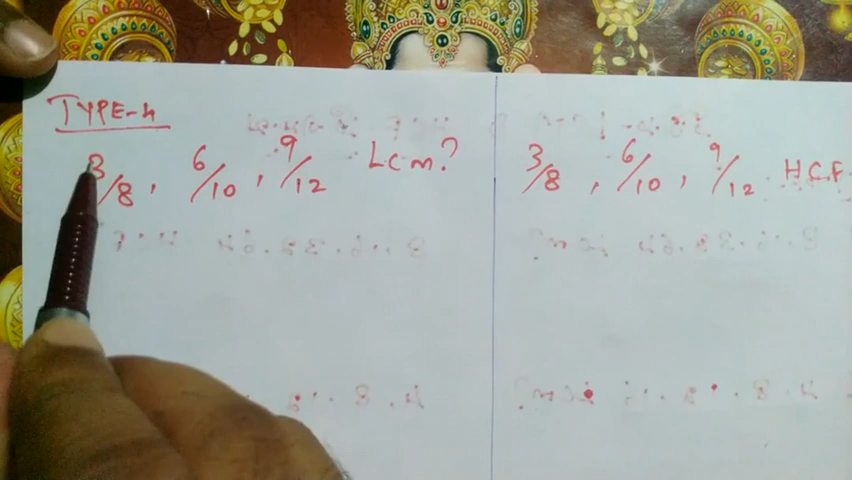 TYPE-4
3/8, 6/10, 9/12 LCM?
3/8, 6/10, 9/12 HCF